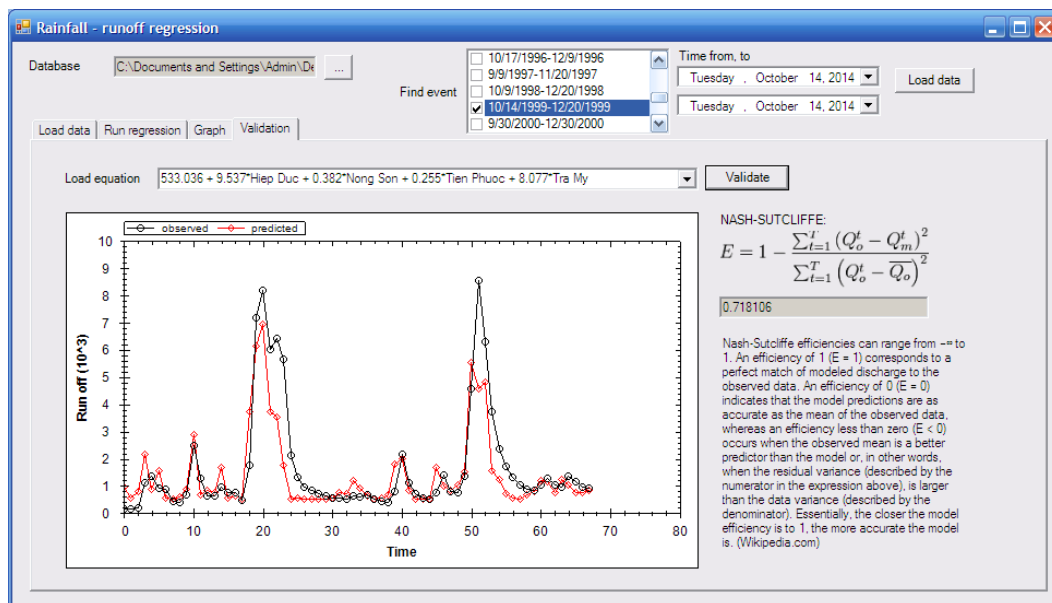 Rainfall - runoff regression
Database
C:\Documents and Settings\Admin\De
...
Find event
10/17/1996-12/9/1996
9/9/1997-11/20/1997
10/9/1998-12/20/1998
10/14/1999-12/20/1999
9/30/2000-12/30/2000
Time from, to
Tuesday , October 14, 2014
Tuesday , October 14, 2014
Load data
Load data Run regression Graph Validation
Load equation
533.036 + 9.537*Hiep Duc + 0.382*Nong Son + 0.255*Tien Phuoc + 8.077*Tra My
Validate
observed predicted
10
9
8
7
6
5
4
3
2
1
0
Run off (10^3)
0 10 20 30 40 50 60 70 80
Time
NASH-SUTCLIFFE:
E = 1 - \frac{\sum_{t=1}^{T} (Q_o^t - Q_m^t)^2}{\sum_{t=1}^{T} (Q_o^t - \overline{Q_o})^2}
0.718106
Nash-Sutcliffe efficiencies can range from -∞ to
1. An efficiency of 1 (E = 1) corresponds to a
perfect match of modeled discharge to the
observed data. An efficiency of 0 (E = 0)
indicates that the model predictions are as
accurate as the mean of the observed data,
whereas an efficiency less than zero (E < 0)
occurs when the observed mean is a better
predictor than the model or, in other words,
when the residual variance (described by the
numerator in the expression above), is larger
than the data variance (described by the
denominator). Essentially, the closer the model
efficiency is to 1, the more accurate the model
is. (Wikipedia.com)